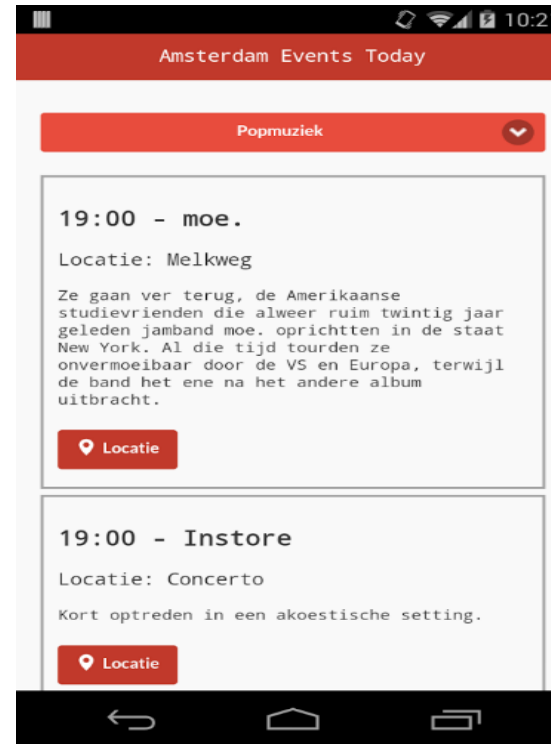 10:2
Amsterdam Events Today
Popmuziek
19:00 - moe.
Locatie: Melkweg
Ze gaan ver terug, de Amerikaanse
studievrienden die alweer ruim twintig jaar
geleden jamband moe. oprichtten in de staat
New York. Al die tijd tourden ze
onvermoeibaar door de VS en Europa, terwijl
de band het ene na het andere album
uitbracht.
Locatie
19:00 - Instore
Locatie: Concerto
Kort optreden in een akoestische setting.
Locatie